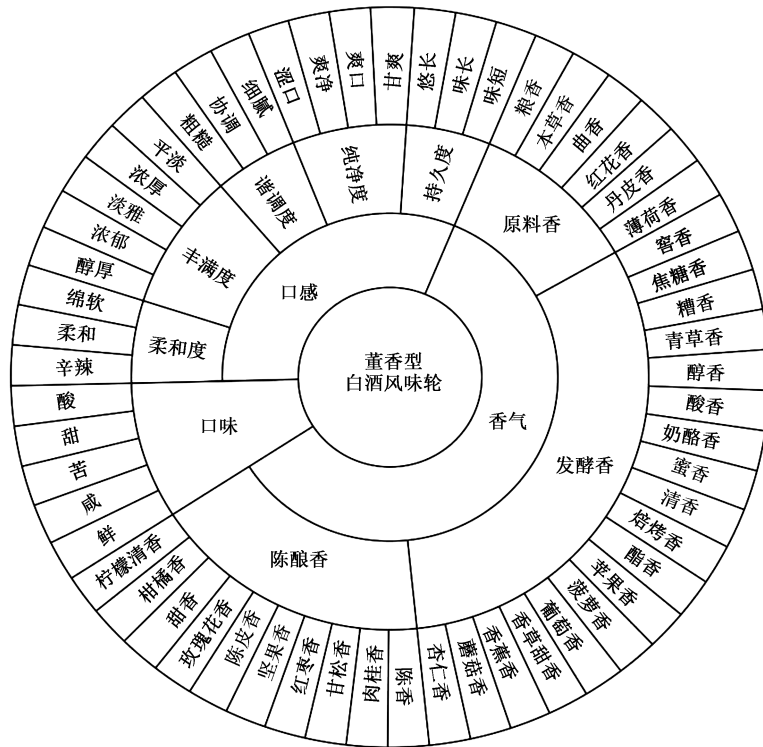 董香型
白酒风味轮
口感
香气
口味
柔和度
丰满度
谐调度
纯净度
持久度
原料香
发酵香
陈酿香
辛辣
柔和
绵软
醇厚
浓郁
淡雅
浓厚
平淡
粗糙
协调
细腻
涩口
爽净
爽口
甘爽
悠长
味长
味短
粮香
本草香
曲香
红花香
丹皮香
薄荷香
窖香
焦糖香
糟香
青草香
醇香
酸香
奶酪香
蜜香
清香
焙烤香
酯香
苹果香
菠萝香
葡萄香
香草甜香
香蕉香
蘑菇香
杏仁香
陈香
肉桂香
甘松香
红枣香
坚果香
陈皮香
玫瑰花香
甜香
柑橘香
柠檬清香
鲜
咸
苦
甜
酸